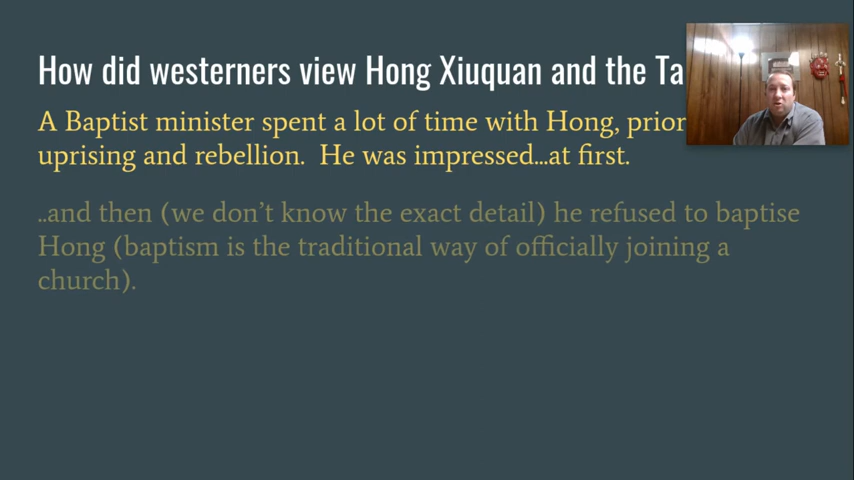 How did westerners view Hong Xiuquan and the Ta
A Baptist minister spent a lot of time with Hong, prior
uprising and rebellion.  He was impressed...at first.
..and then (we don't know the exact detail) he refused to baptise
Hong (baptism is the traditional way of officially joining a
church).